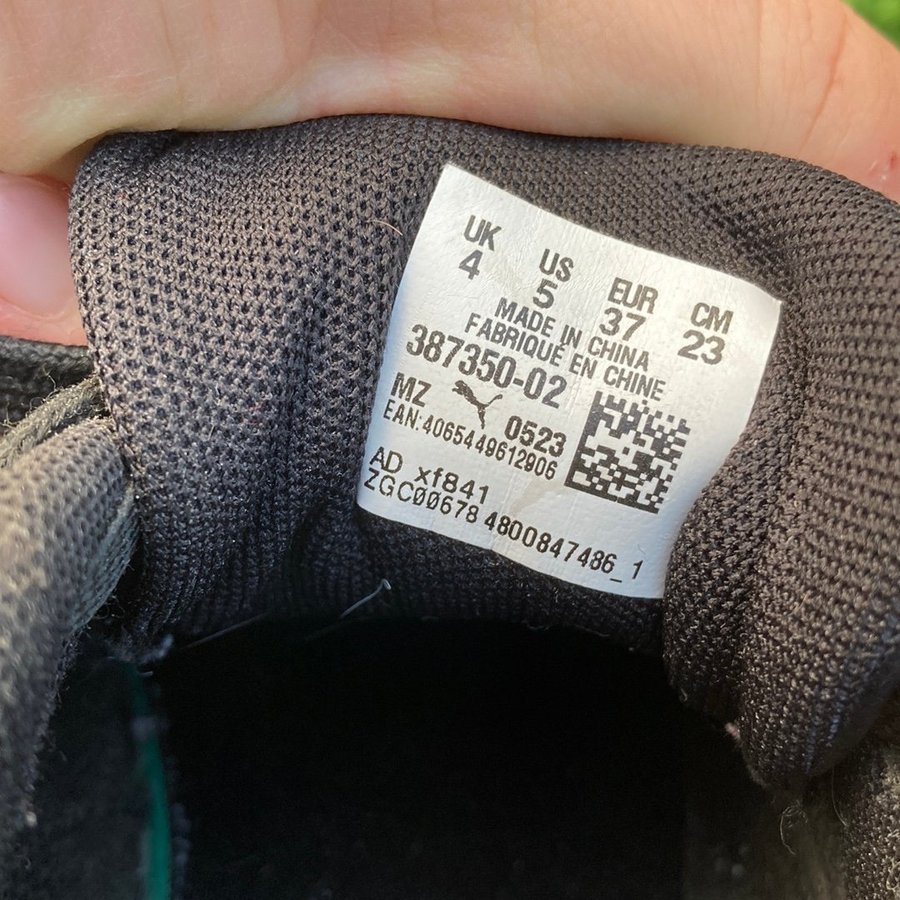 UK US EUR CM
4 5 37 23
MADE IN CHINA
FABRIQUÉ EN CHINE
387350-02
MZ 0523
EAN:4065449612906
AD xf841
ZGC00678 4800847486_1